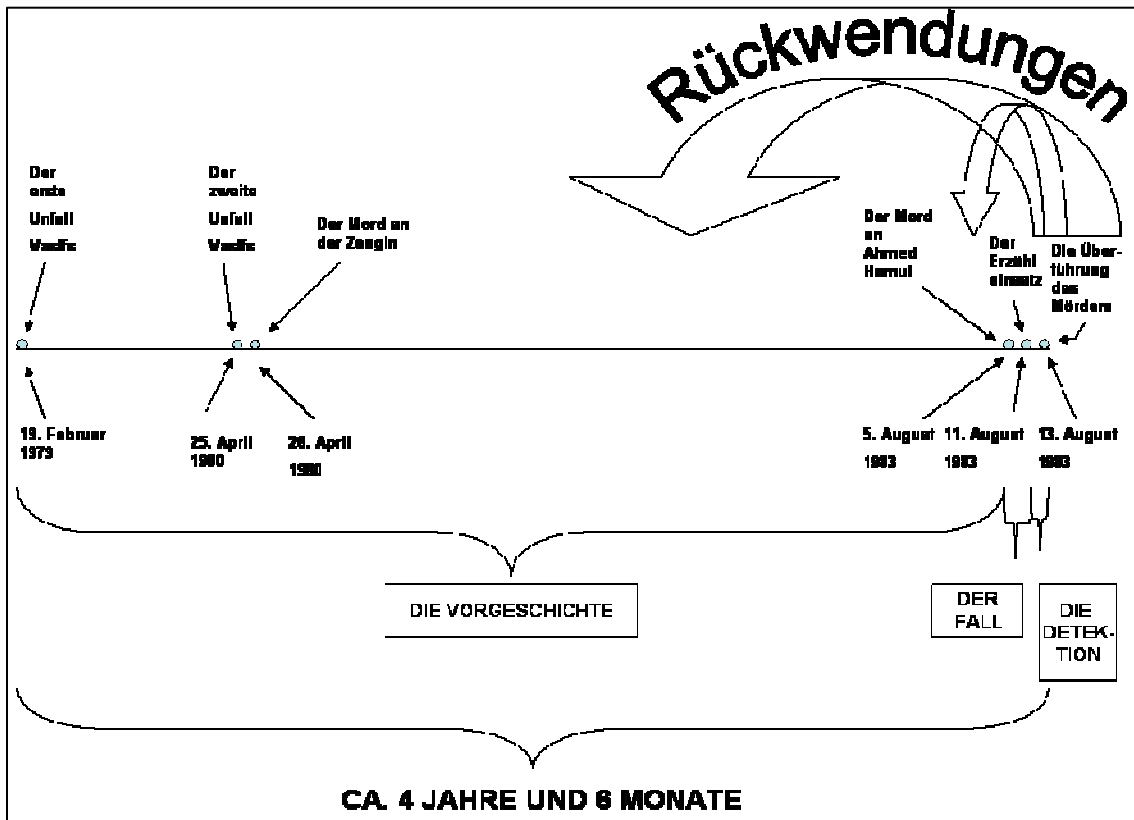 Rückwendungen
Der
erste
Unfall
Vasifs
Der
zweite
Unfall
Vasifs
Der Mord an
der Zeugin
Der Mord
an
Ahmed
Hamul
Der
Erzähl
einsatz
Die Über-
führung
des
Mörders
19. Februar
1979
25. April
1980
26. April
1980
5. August
1983
11. August
1983
13. August
1983
DIE VORGESCHICHTE
DER
FALL
DIE
DETEK-
TION
CA. 4 JAHRE UND 6 MONATE